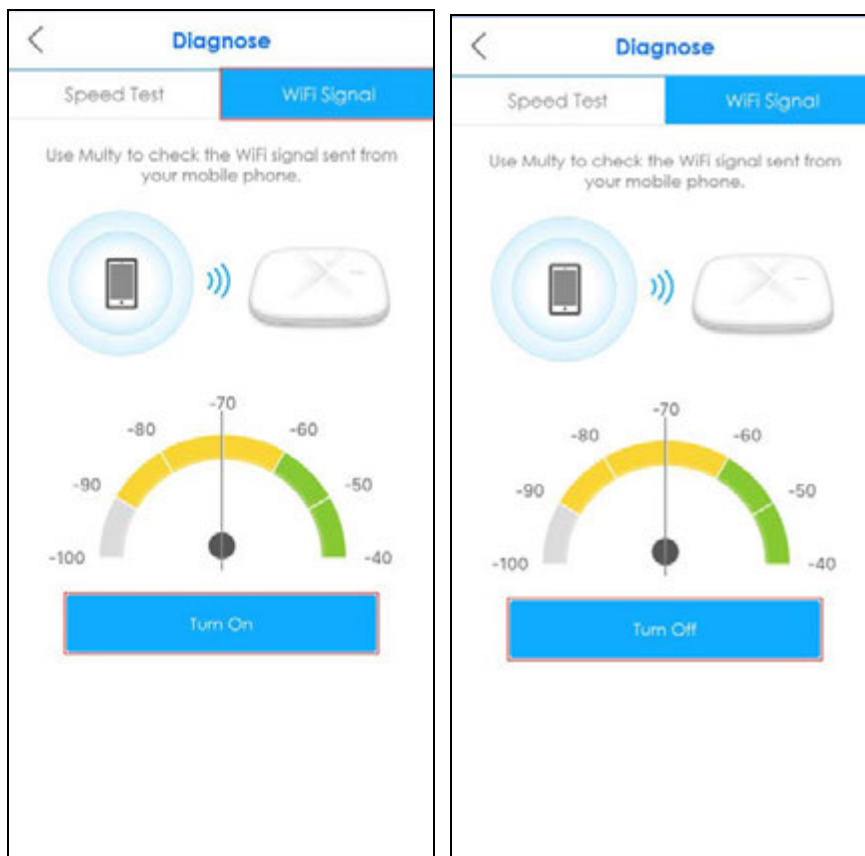 Diagnose
Speed Test
WiFi Signal
Use Multy to check the WiFi signal sent from
your mobile phone.
-70
-80
-60
-90
-50
-100
-40
Turn On
Diagnose
Speed Test
WiFi Signal
Use Multy to check the WiFi signal sent from
your mobile phone.
-70
-80
-60
-90
-50
-100
-40
Turn Off